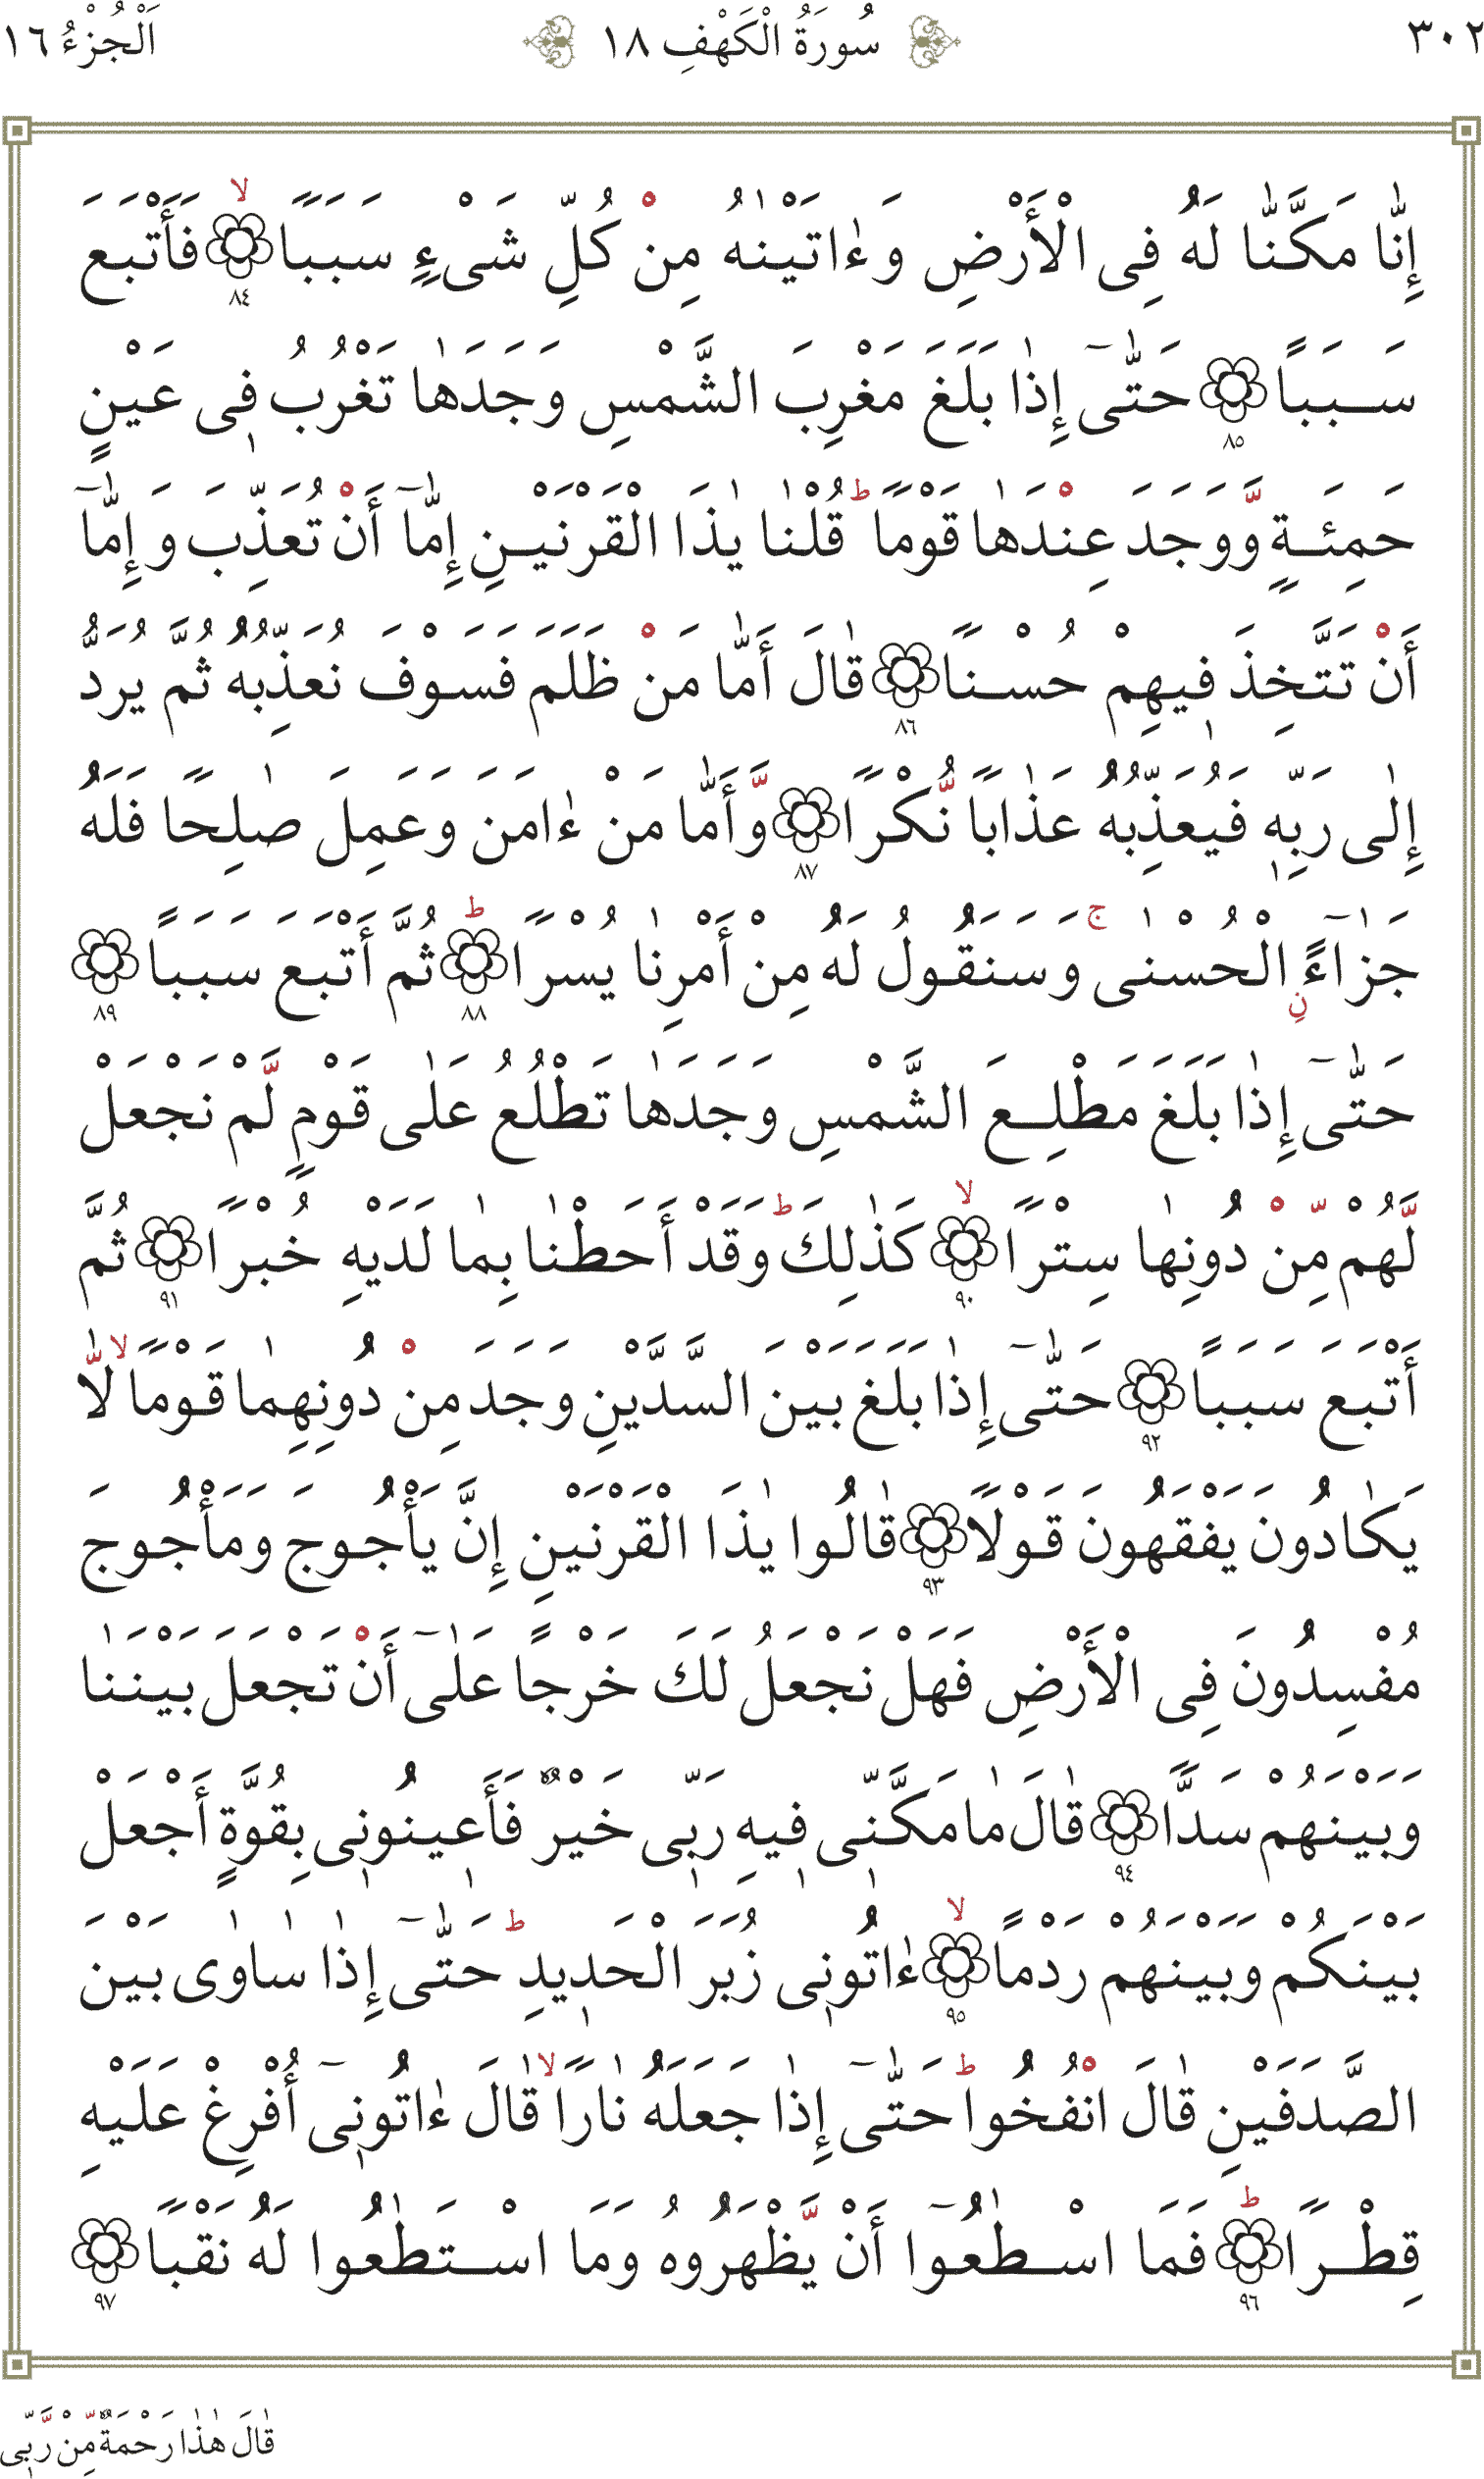 ٣٠٢ سُورَةُ الْكَهْفِ ١٨ اَلْجُزْءُ ١٦
إِنّٰا مَكَّنّٰا لَهُ فِى الْأَرْضِ وَءٰاتَيْنٰهُ مِنْ كُلِّ شَىْءٍ سَبَبًا ۙ ٨٤ فَأَتْبَعَ
سَبَبًا ٨٥ حَتّٰىٓ إِذٰا بَلَغَ مَغْرِبَ الشَّمْسِ وَجَدَهٰا تَغْرُبُ فٖى عَيْنٍ
حَمِئَةٍ وَّوَجَدَ عِنْدَهٰا قَوْمًا ؕ قُلْنٰا يٰذَا الْقَرْنَيْنِ إِمّٰآ أَنْ تُعَذِّبَ وَإِمّٰآ
أَنْ تَتَّخِذَ فٖيهِمْ حُسْنًا ٨٦ قٰالَ أَمّٰا مَنْ ظَلَمَ فَسَوْفَ نُعَذِّبُهُ ثُمَّ يُرَدُّ
إِلٰى رَبِّهٖ فَيُعَذِّبُهُ عَذٰابًا نُّكْرًا ٨٧ وَّأَمّٰا مَنْ ءٰامَنَ وَعَمِلَ صٰلِحًا فَلَهُ
جَزٰآءً نِ الْحُسْنٰى ۚ وَسَنَقُولُ لَهُ مِنْ أَمْرِنٰا يُسْرًا ؕ ٨٨ ثُمَّ أَتْبَعَ سَبَبًا ٨٩
حَتّٰىٓ إِذٰا بَلَغَ مَطْلِعَ الشَّمْسِ وَجَدَهٰا تَطْلُعُ عَلٰى قَوْمٍ لَّمْ نَجْعَلْ
لَّهُمْ مِّنْ دُونِهٰا سِتْرًا ۙ ٩٠ كَذٰلِكَ ؕ وَقَدْ أَحَطْنٰا بِمٰا لَدَيْهِ خُبْرًا ٩١ ثُمَّ
أَتْبَعَ سَبَبًا ٩٢ حَتّٰىٓ إِذٰا بَلَغَ بَيْنَ السَّدَّيْنِ وَجَدَ مِنْ دُونِهِمٰا قَوْمًا ۙ لّٰا
يَكٰادُونَ يَفْقَهُونَ قَوْلًا ٩٣ قٰالُوا يٰذَا الْقَرْنَيْنِ إِنَّ يَأْجُوجَ وَمَأْجُوجَ
مُفْسِدُونَ فِى الْأَرْضِ فَهَلْ نَجْعَلُ لَكَ خَرْجًا عَلٰىٓ أَنْ تَجْعَلَ بَيْنَنٰا
وَبَيْنَهُمْ سَدًّا ٩٤ قٰالَ مٰا مَكَّنّٖى فٖيهِ رَبّٖى خَيْرٌ فَأَعٖينُونٖى بِقُوَّةٍ أَجْعَلْ
بَيْنَكُمْ وَبَيْنَهُمْ رَدْمًا ۙ ٩٥ ءٰاتُونٖى زُبَرَ الْحَدٖيدِ ؕ حَتّٰىٓ إِذٰا سٰاوٰى بَيْنَ
الصَّدَفَيْنِ قٰالَ انْفُخُوا ؕ حَتّٰىٓ إِذٰا جَعَلَهُ نٰارًا ۙ قٰالَ ءٰاتُونٖىٓ أُفْرِغْ عَلَيْهِ
قِطْرًا ؕ ٩٦ فَمَا اسْطٰعُوٓا أَنْ يَّظْهَرُوهُ وَمَا اسْتَطٰعُوا لَهُ نَقْبًا ٩٧
قٰالَ هٰذٰا رَحْمَةٌ مِّنْ رَّبّٖى